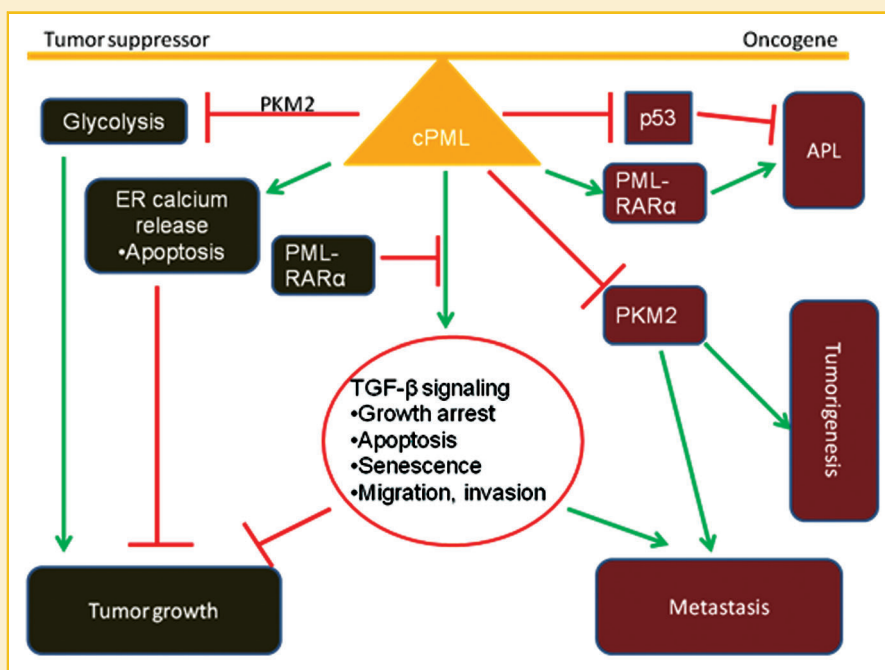 Tumor suppressor
Oncogene
Glycolysis
PKM2
cPML
p53
APL
ER calcium
release
•Apoptosis
PML-
RARα
PML-
RARα
PKM2
Tumorigenesis
TGF-β signaling
•Growth arrest
•Apoptosis
•Senescence
•Migration, invasion
Tumor growth
Metastasis